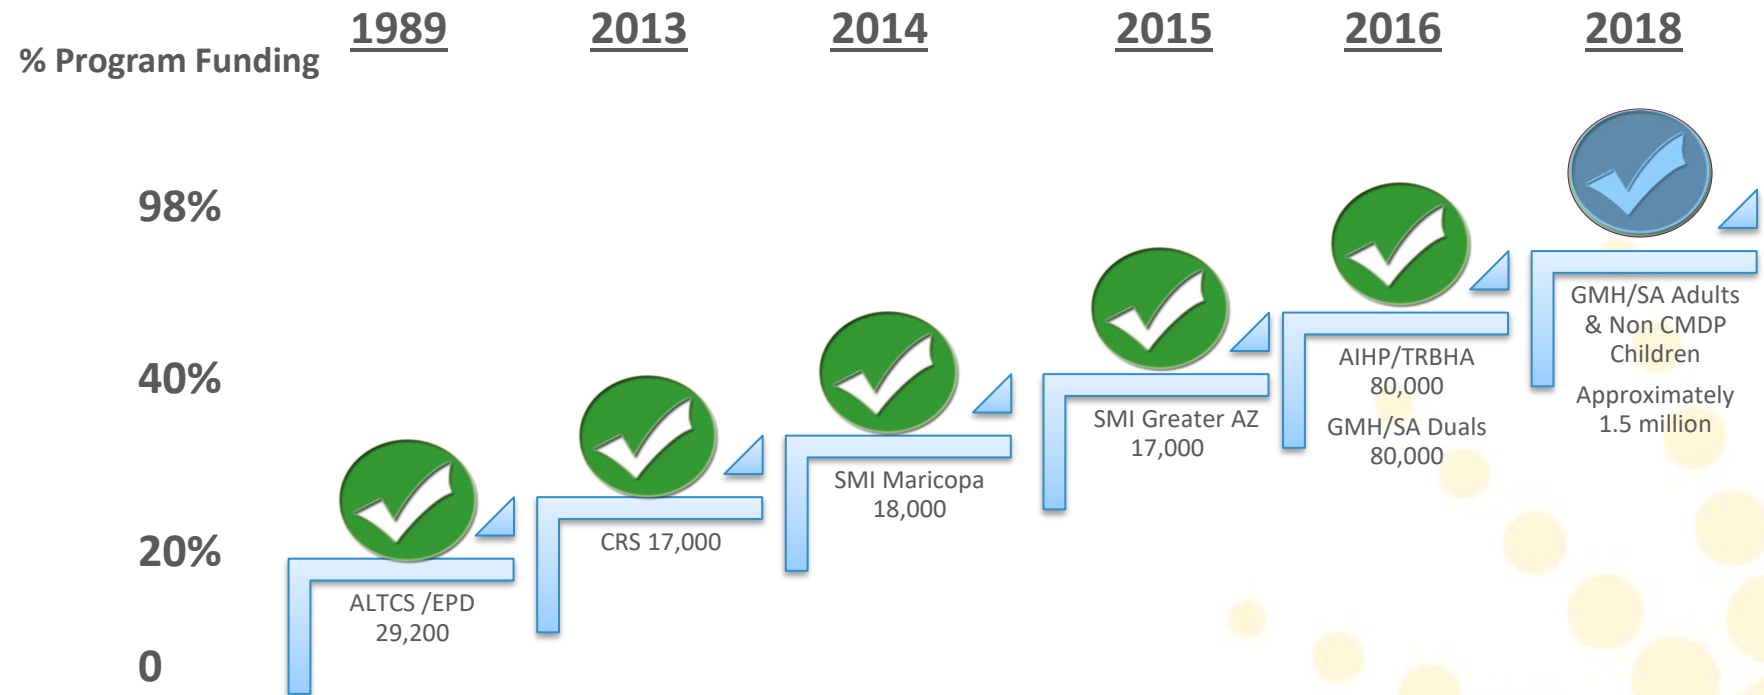 1989 2013 2014 2015 2016 2018
% Program Funding
98%
40%
20%
0
ALTCS /EPD
29,200
CRS 17,000
SMI Maricopa
18,000
SMI Greater AZ
17,000
AIHP/TRBHA
80,000
GMH/SA Duals
80,000
GMH/SA Adults
& Non CMDP
Children
Approximately
1.5 million